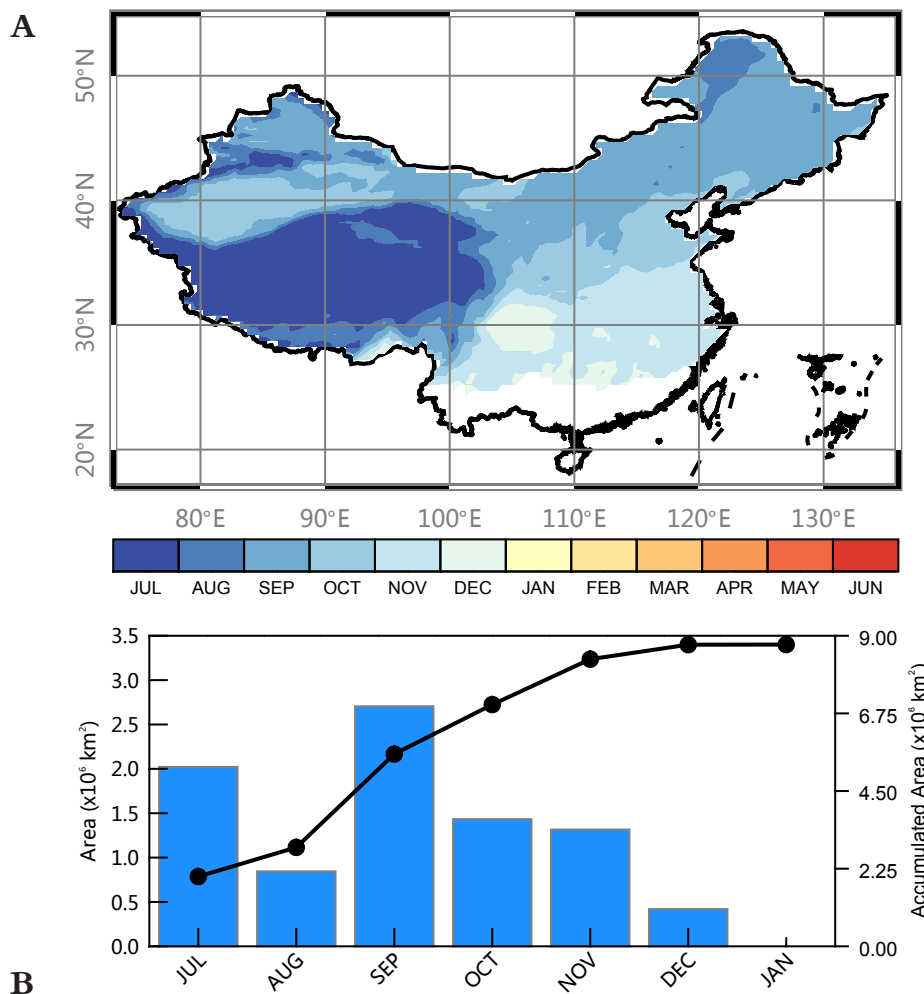 A
50°N
40°N
30°N
20°N
80°E 90°E 100°E 110°E 120°E 130°E
JUL AUG SEP OCT NOV DEC JAN FEB MAR APR MAY JUN
3.5
3.0
2.5
2.0
1.5
1.0
0.5
0.0
Area (x10⁶ km²)
9.00
6.75
4.50
2.25
0.00
Accumulated Area (x10⁶ km²)
JUL AUG SEP OCT NOV DEC JAN
B